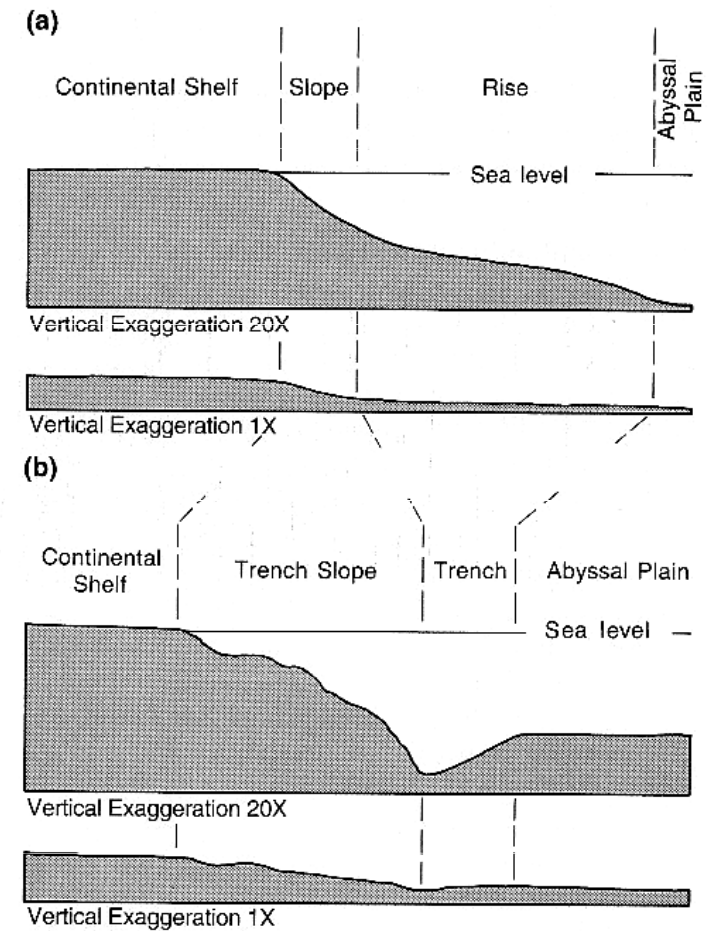 (a)
Continental Shelf
Slope
Rise
Abyssal
Plain
Sea level
Vertical Exaggeration 20X
Vertical Exaggeration 1X
(b)
Continental
Shelf
Trench Slope
Trench
Abyssal Plain
Sea level
Vertical Exaggeration 20X
Vertical Exaggeration 1X